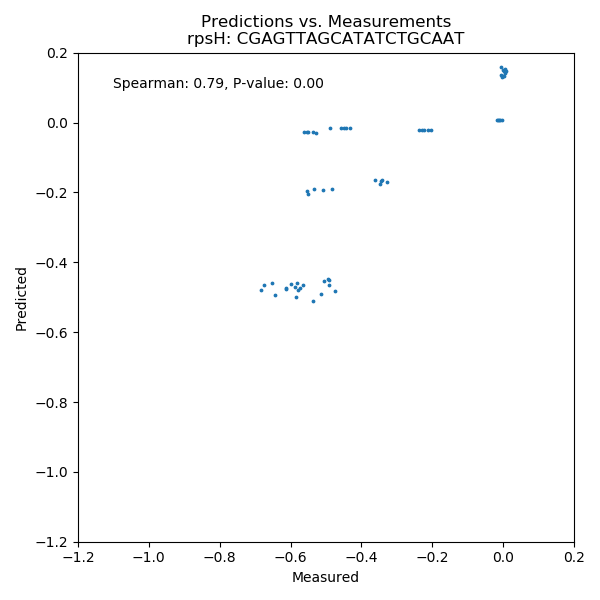 Predictions vs. Measurements
rpsH: CGAGTTAGCATATCTGCAAT
Spearman: 0.79, P-value: 0.00
0.2
0.0
−0.2
−0.4
−0.6
−0.8
−1.0
−1.2
Predicted
−1.2 −1.0 −0.8 −0.6 −0.4 −0.2 0.0 0.2
Measured